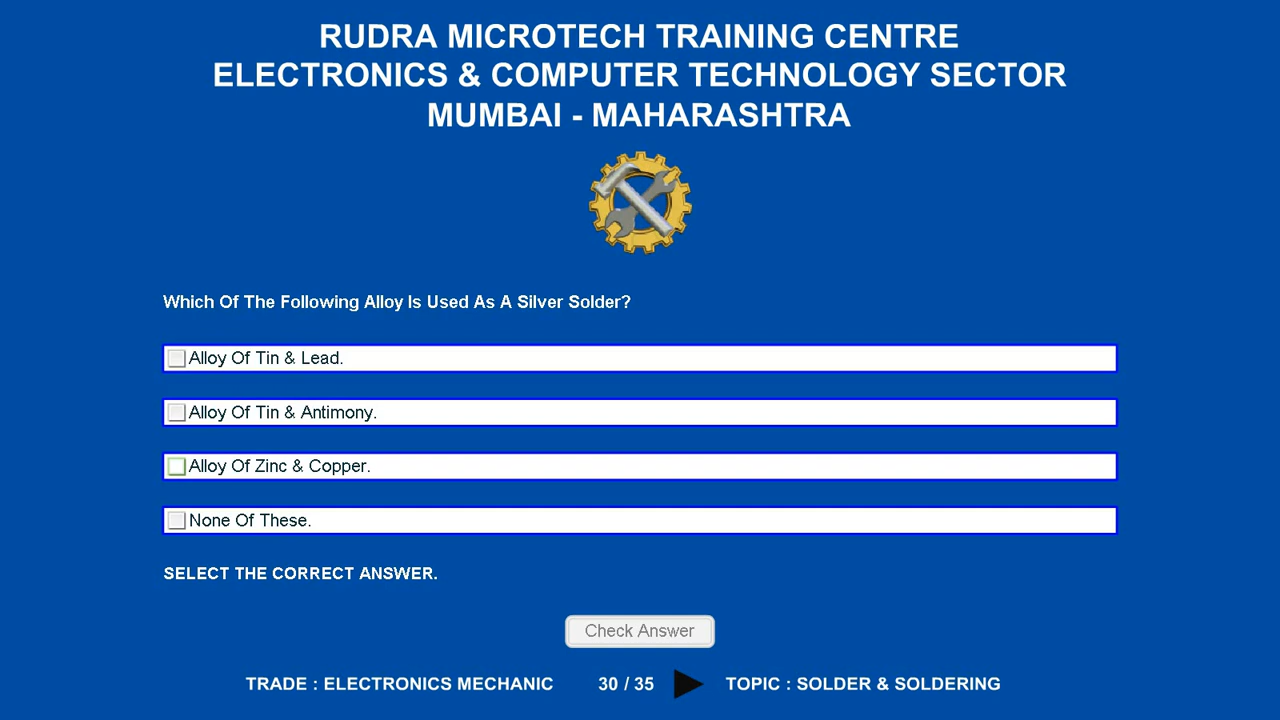 RUDRA MICROTECH TRAINING CENTRE
ELECTRONICS & COMPUTER TECHNOLOGY SECTOR
MUMBAI - MAHARASHTRA
Which Of The Following Alloy Is Used As A Silver Solder?
Alloy Of Tin & Lead.
Alloy Of Tin & Antimony.
Alloy Of Zinc & Copper.
None Of These.
SELECT THE CORRECT ANSWER.
Check Answer
TRADE : ELECTRONICS MECHANIC 30 / 35 TOPIC : SOLDER & SOLDERING